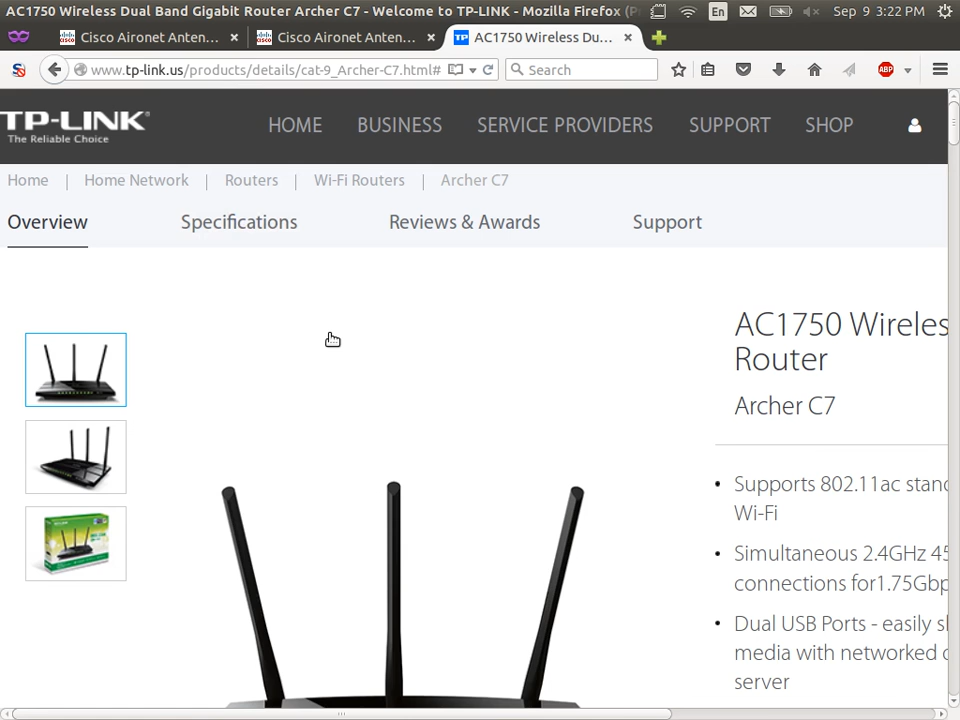 AC1750 Wireless Dual Band Gigabit Router Archer C7 - Welcome to TP-LINK - Mozilla Firefox (P
En
Sep 9 3:22 PM
Cisco Aironet Anten... ×
Cisco Aironet Anten... ×
TP AC1750 Wireless Du... ×
www.tp-link.us/products/details/cat-9_Archer-C7.html#
Search
ABP
TP-LINK®
The Reliable Choice
HOME BUSINESS SERVICE PROVIDERS SUPPORT SHOP
Home | Home Network | Routers | Wi-Fi Routers | Archer C7
Overview Specifications Reviews & Awards Support
AC1750 Wireles
Router
Archer C7
• Supports 802.11ac stand
Wi-Fi
• Simultaneous 2.4GHz 45
connections for1.75Gbp
• Dual USB Ports - easily s
media with networked
server